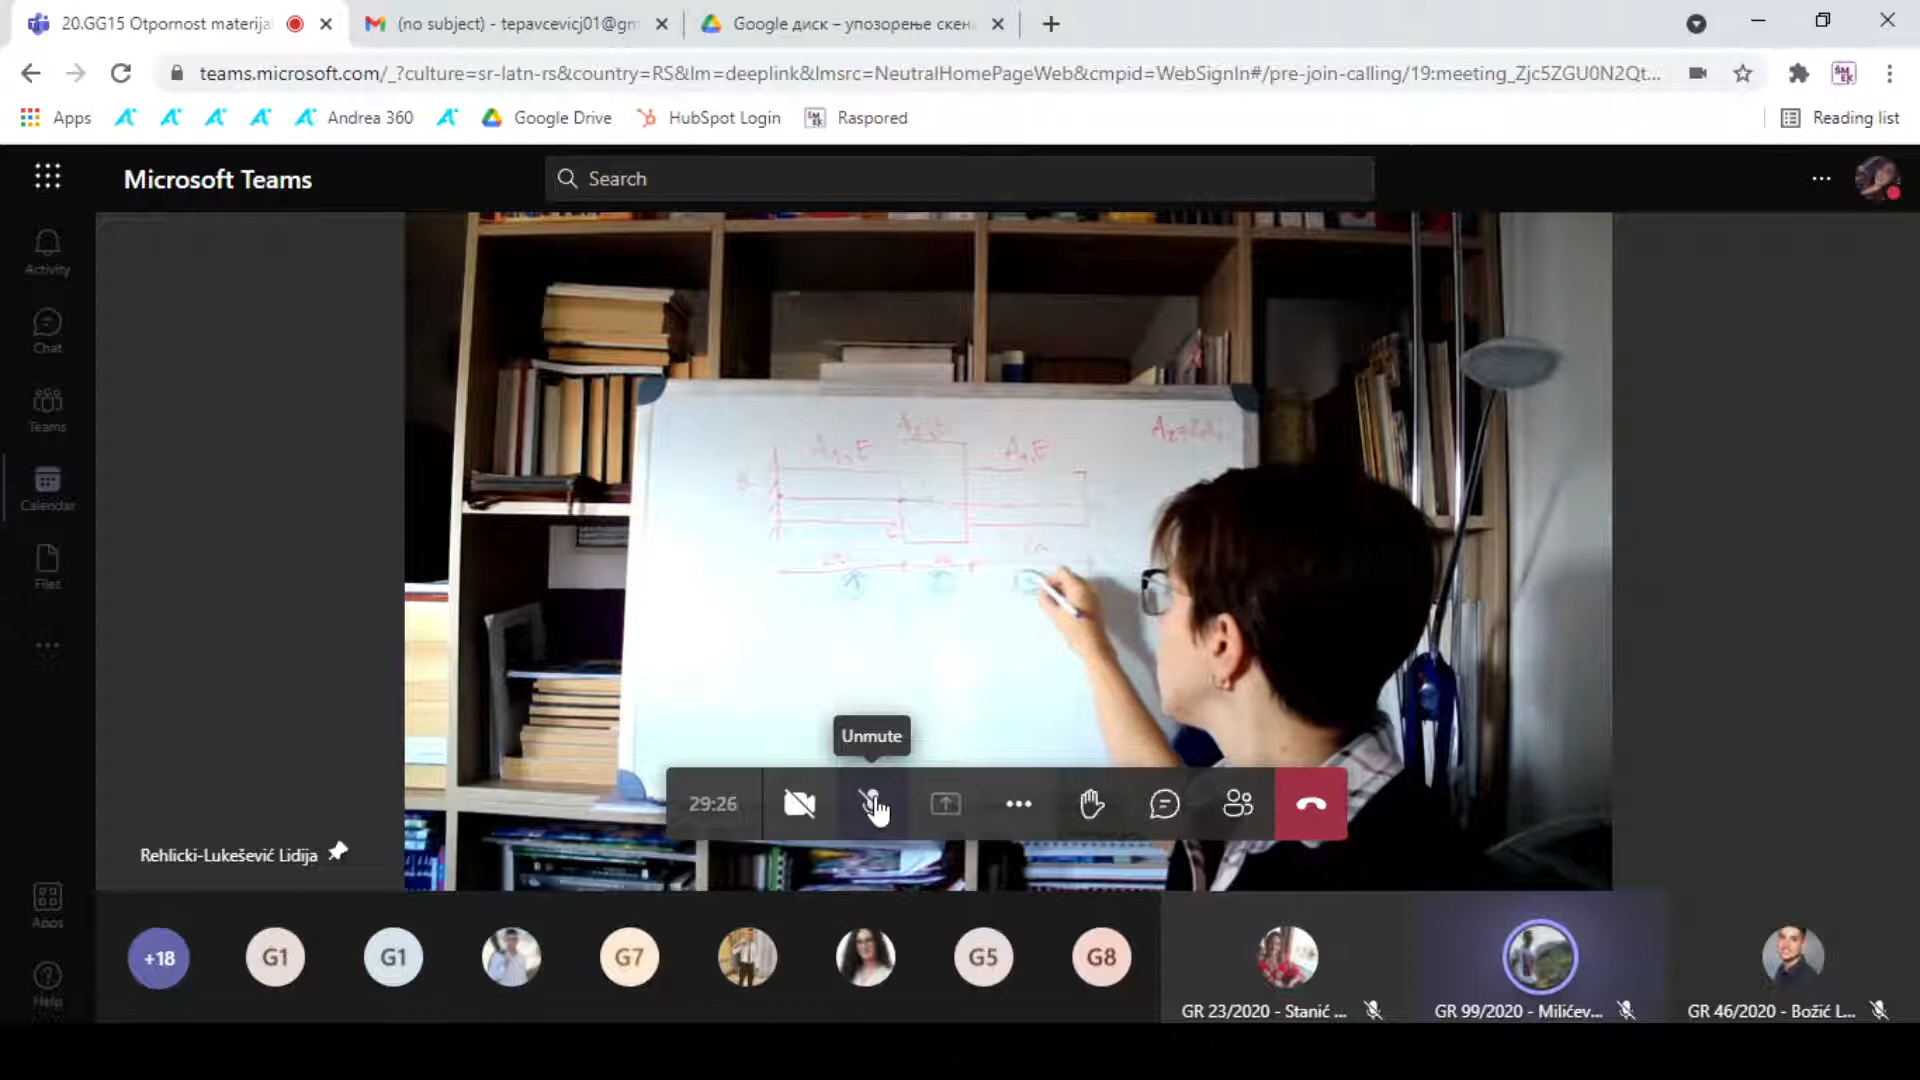 20.GG15 Otpornost materija
(no subject) - tepavcevicj01@gm
Google диск – упозорење скен
teams.microsoft.com/_?culture=sr-latn-rs&country=RS&lm=deeplink&lmsrc=NeutralHomePageWeb&cmpid=WebSignIn#/pre-join-calling/19:meeting_Zjc5ZGU0N2Qt...
Apps
Andrea 360
Google Drive
HubSpot Login
Raspored
Reading list
Microsoft Teams
Search
Activity
Chat
Teams
Calendar
Files
Apps
Help
A₁, E
A₁, E
Unmute
29:26
Rehlicki-Lukešević Lidija
+18
G1
G1
G7
G5
G8
GR 23/2020 - Stanić ...
GR 99/2020 - Milićev...
GR 46/2020 - Božić L...